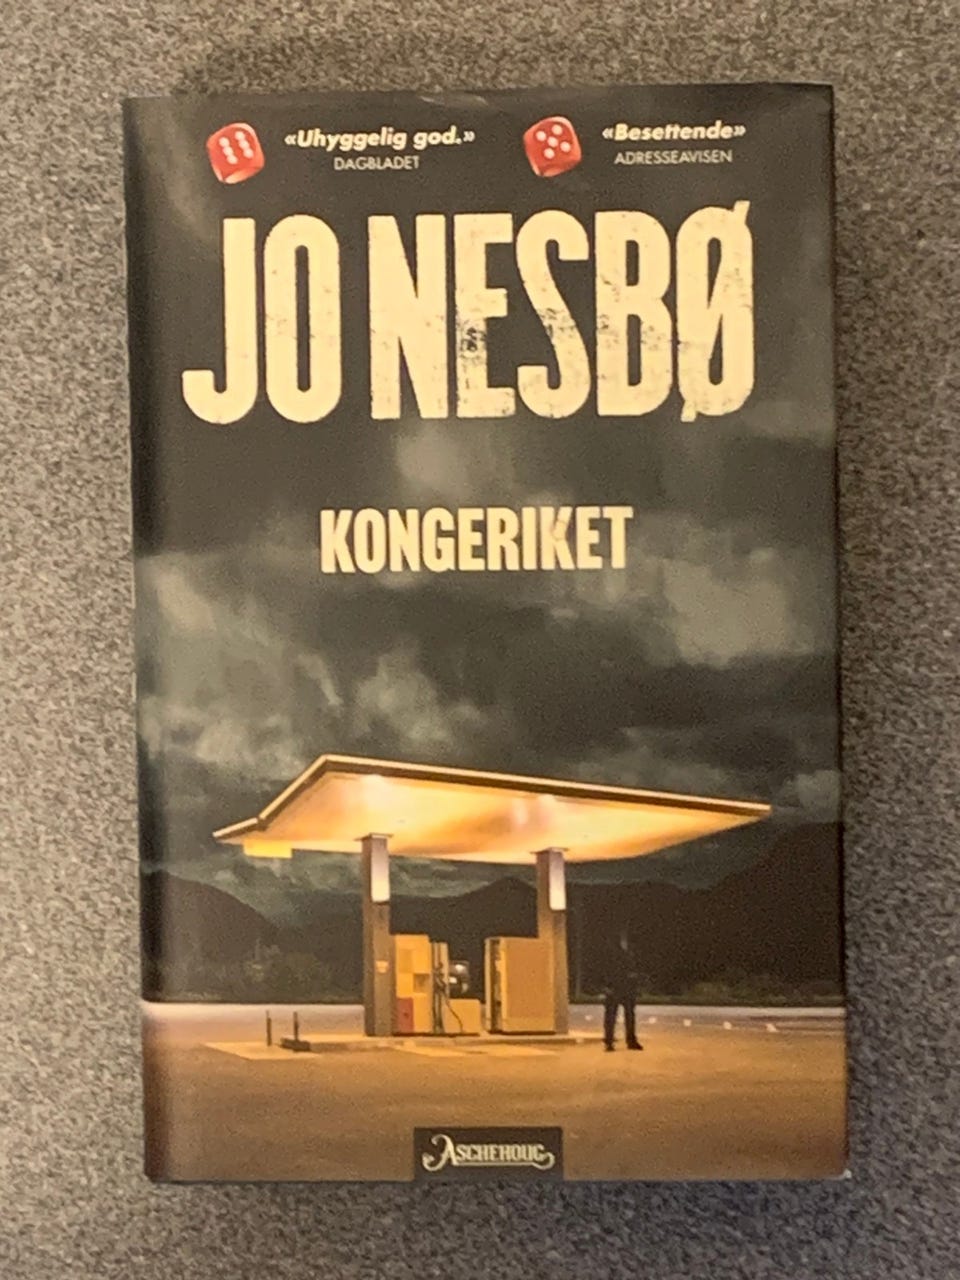 «Uhyggelig god.»
DAGBLADET
«Besettende»
ADRESSEAVISEN
JO NESBØ
KONGERIKET
ASCHEHOUG